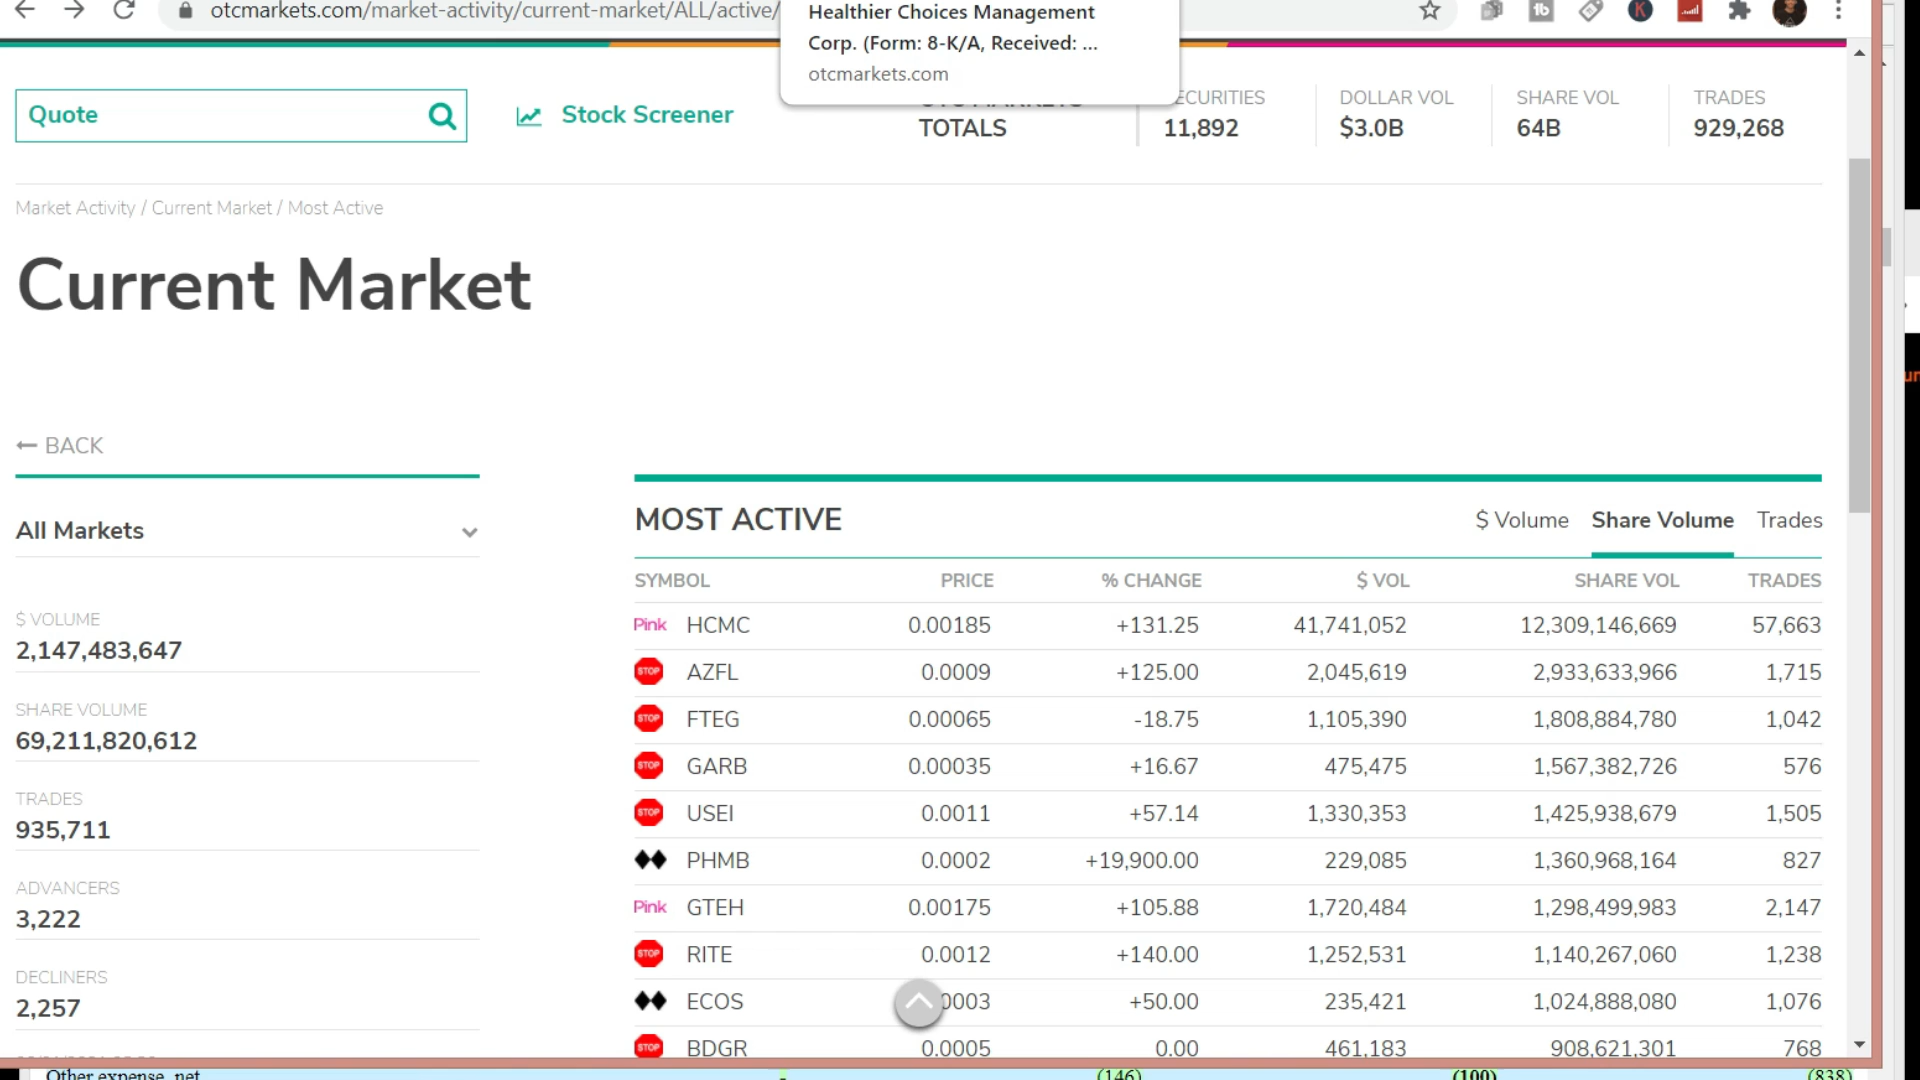 otcmarkets.com/market-activity/current-market/ALL/active/
Healthier Choices Management
Corp. (Form: 8-K/A, Received: ...
otcmarkets.com
Quote
Stock Screener
TOTALS
SECURITIES
11,892
DOLLAR VOL
$3.0B
SHARE VOL
64B
TRADES
929,268
Market Activity / Current Market / Most Active
Current Market
BACK
All Markets
$ VOLUME
2,147,483,647
SHARE VOLUME
69,211,820,612
TRADES
935,711
ADVANCERS
3,222
DECLINERS
2,257
MOST ACTIVE
$ Volume Share Volume Trades
SYMBOL PRICE % CHANGE $ VOL SHARE VOL TRADES
Pink HCMC 0.00185 +131.25 41,741,052 12,309,146,669 57,663
STOP AZFL 0.0009 +125.00 2,045,619 2,933,633,966 1,715
STOP FTEG 0.00065 -18.75 1,105,390 1,808,884,780 1,042
STOP GARB 0.00035 +16.67 475,475 1,567,382,726 576
STOP USEI 0.0011 +57.14 1,330,353 1,425,938,679 1,505
PHMB 0.0002 +19,900.00 229,085 1,360,968,164 827
Pink GTEH 0.00175 +105.88 1,720,484 1,298,499,983 2,147
STOP RITE 0.0012 +140.00 1,252,531 1,140,267,060 1,238
ECOS 0003 +50.00 235,421 1,024,888,080 1,076
STOP BDGR 0.0005 0.00 461,183 908,621,301 768
Other expense, net (146) (100) (838)